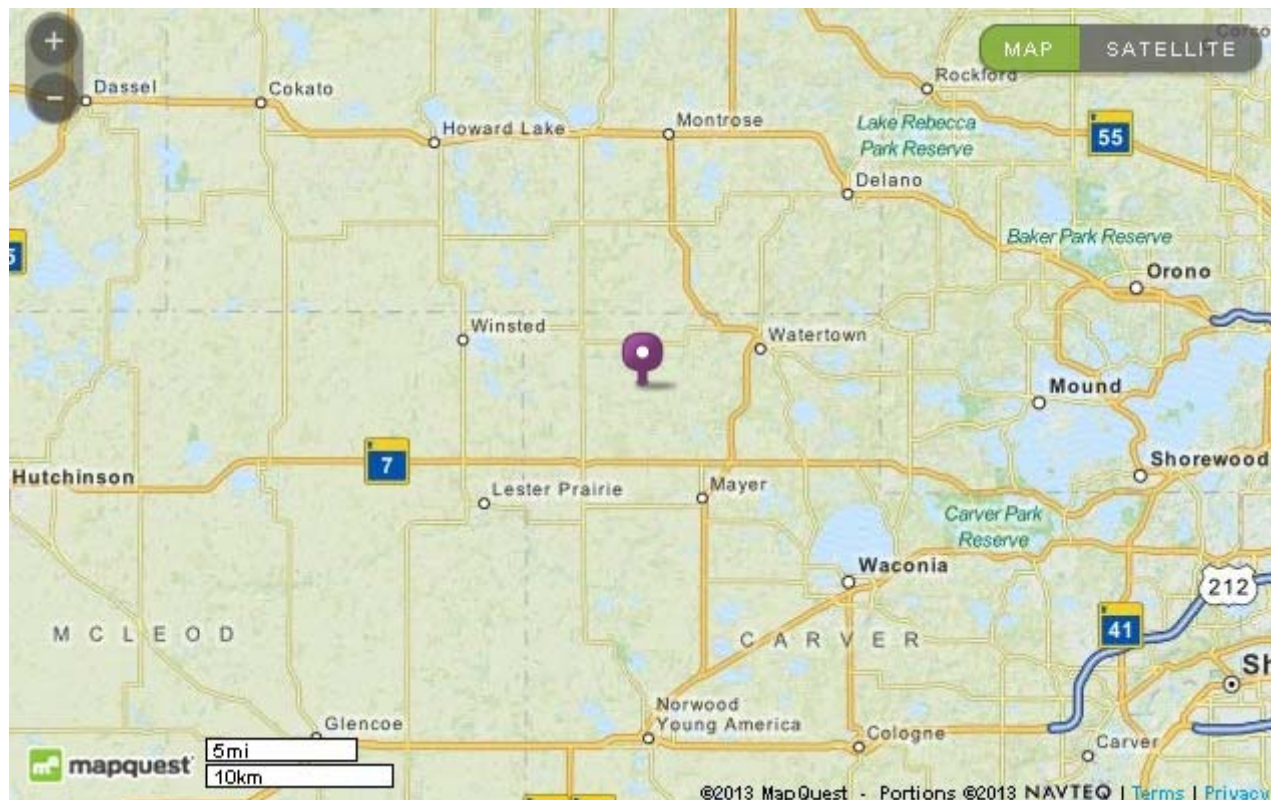 +
MAP SATELLITE
Rockford
Dassel
Cokato
Montrose
Howard Lake
Lake Rebecca
Park Reserve
55
−
Delano
Baker Park Reserve
Orono
Winsted
Watertown
Mound
7
Shorewood
Hutchinson
Lester Prairie
Mayer
Carver Park
Reserve
Waconia
212
41
MCLEOD
CARVER
Norwood
Young America
Glencoe
Cologne
Carver
5mi
mapquest
10km
©2013 MapQuest - Portions ©2013 NAVTEQ | Terms | Privacy